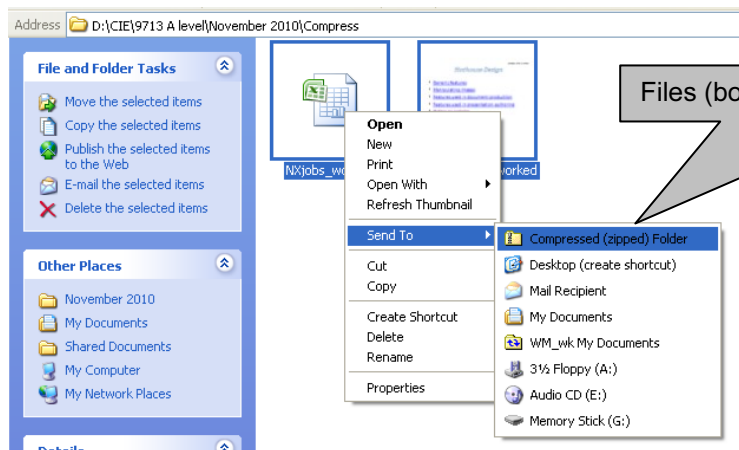 Address D:\CIE\9713 A level\November 2010\Compress
File and Folder Tasks
Move the selected items
Copy the selected items
Publish the selected items
to the Web
E-mail the selected items
Delete the selected items
Other Places
November 2010
My Documents
Shared Documents
My Computer
My Network Places
Details
NXjobs_wo
orked
Open
New
Print
Open With
Refresh Thumbnail
Send To
Cut
Copy
Create Shortcut
Delete
Rename
Properties
Compressed (zipped) Folder
Desktop (create shortcut)
Mail Recipient
My Documents
WM_wk My Documents
3½ Floppy (A:)
Audio CD (E:)
Memory Stick (G:)
Files (bo